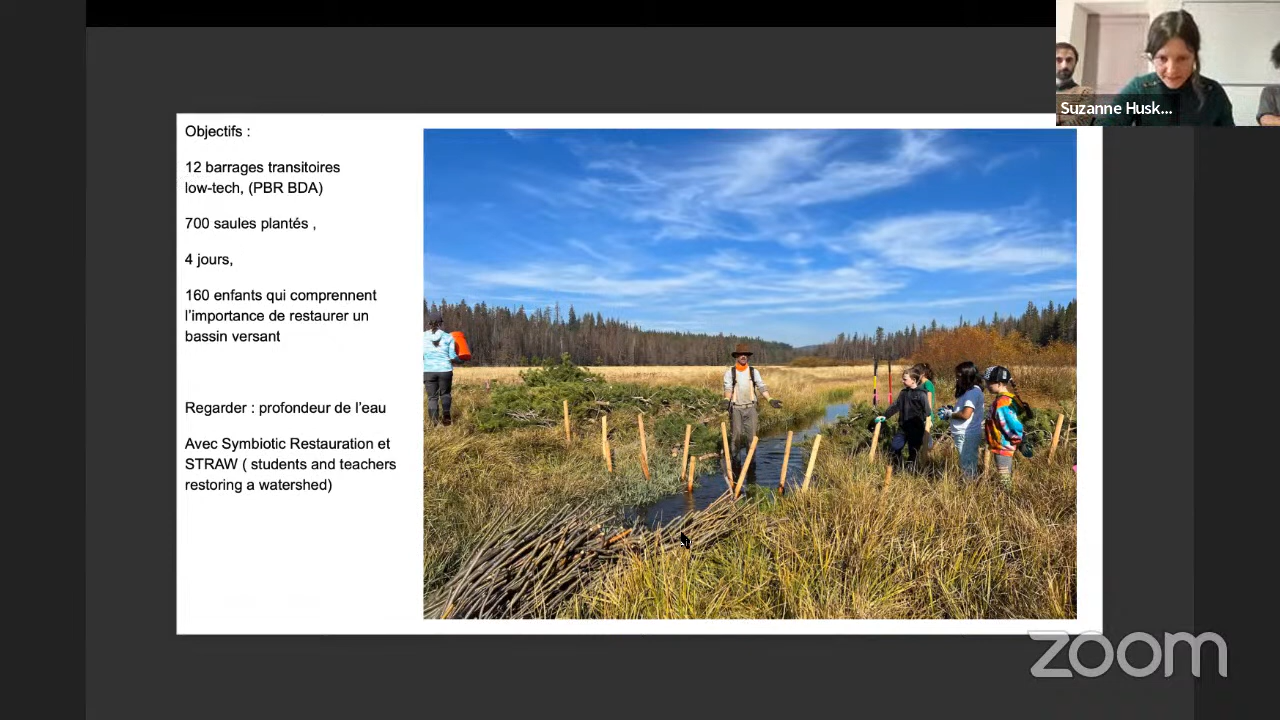 Suzanne Husk...
Objectifs :
12 barrages transitoires
low-tech, (PBR BDA)
700 saules plantés ,
4 jours,
160 enfants qui comprennent
l'importance de restaurer un
bassin versant
Regarder : profondeur de l'eau
Avec Symbiotic Restauration et
STRAW ( students and teachers
restoring a watershed)
zoom